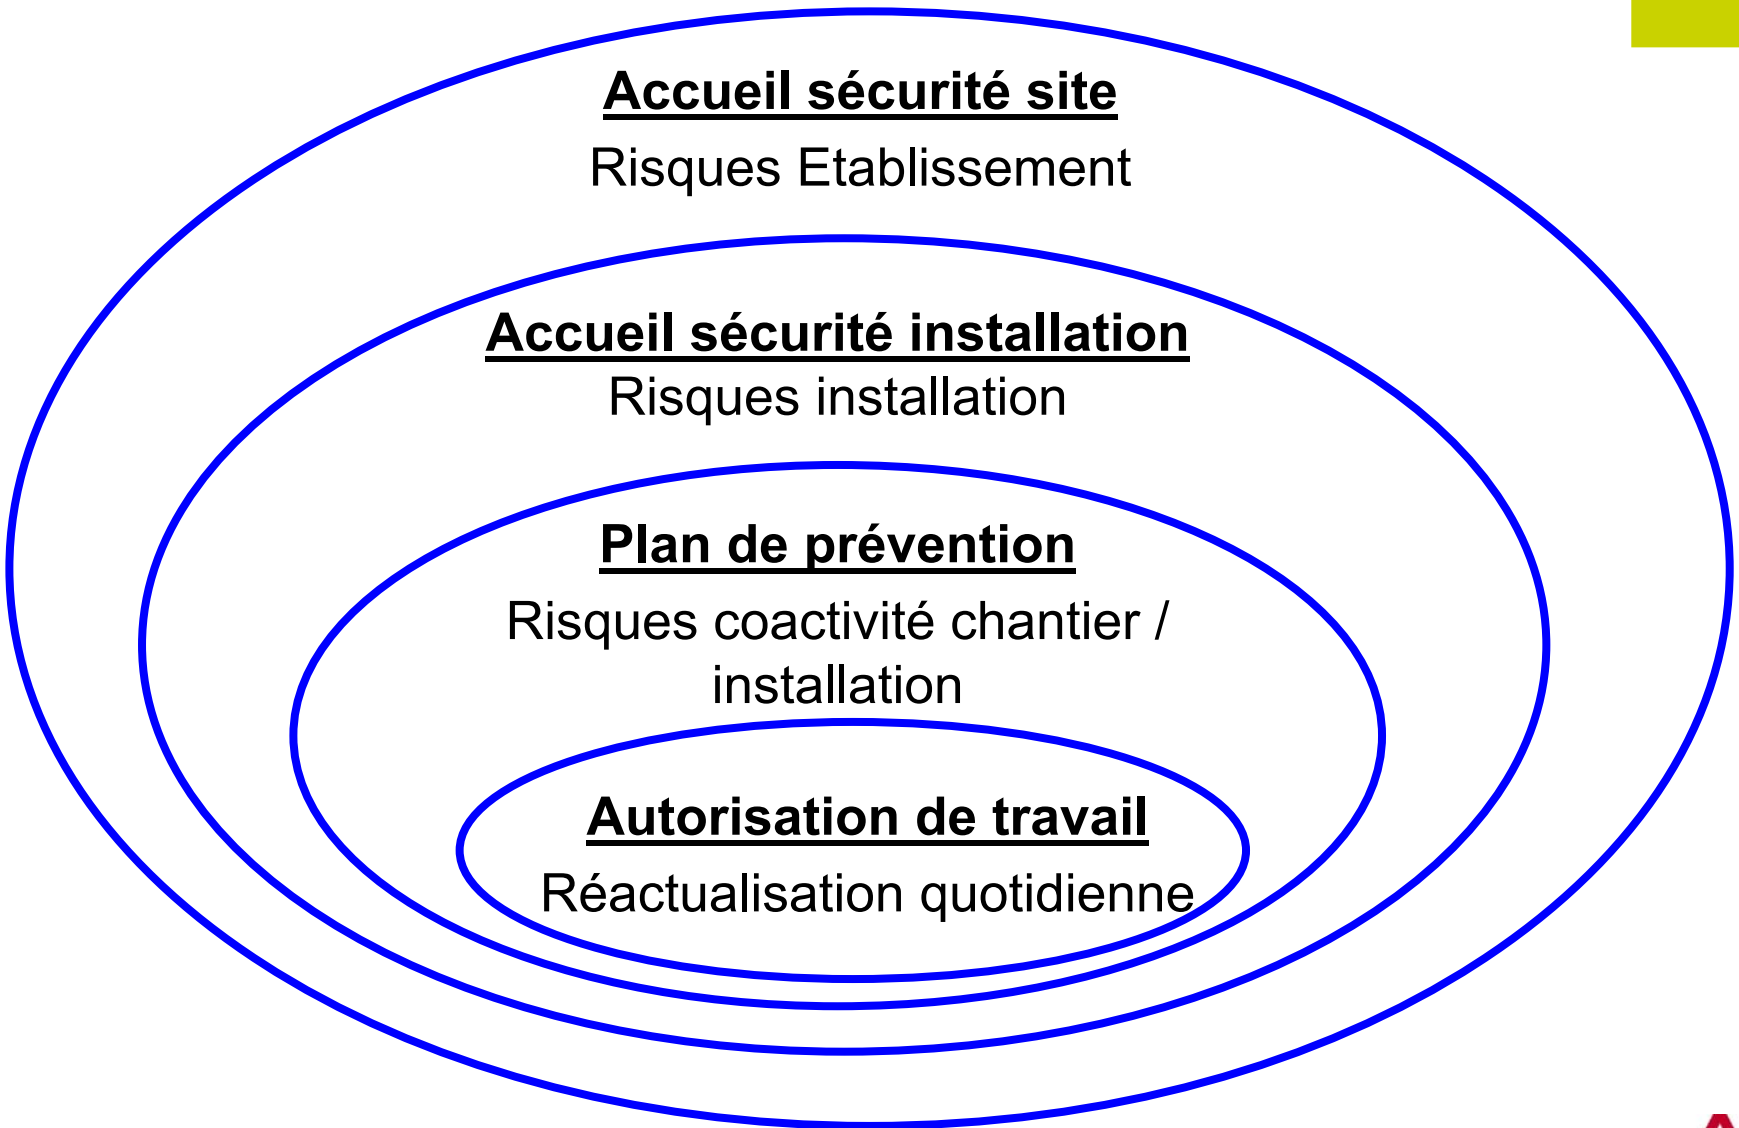 Accueil sécurité site
Risques Etablissement
Accueil sécurité installation
Risques installation
Plan de prévention
Risques coactivité chantier /
installation
Autorisation de travail
Réactualisation quotidienne